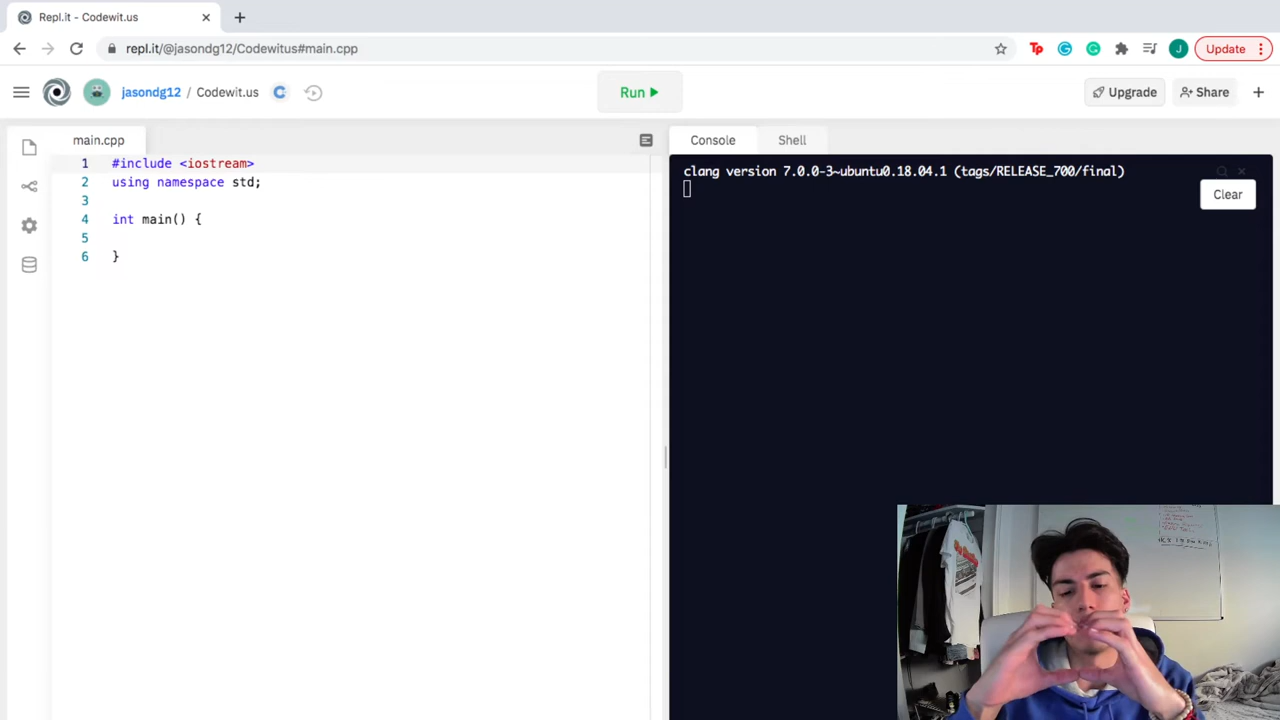 Repl.it - Codewit.us
repl.it/@jasondg12/Codewitus#main.cpp
Tp
J
Update
jasondg12 / Codewit.us
Run
Upgrade
Share
main.cpp
Console
Shell
1 #include <iostream>
2 using namespace std;
3
4 int main() {
5
6 }
clang version 7.0.0-3~ubuntu0.18.04.1 (tags/RELEASE_700/final)
Clear